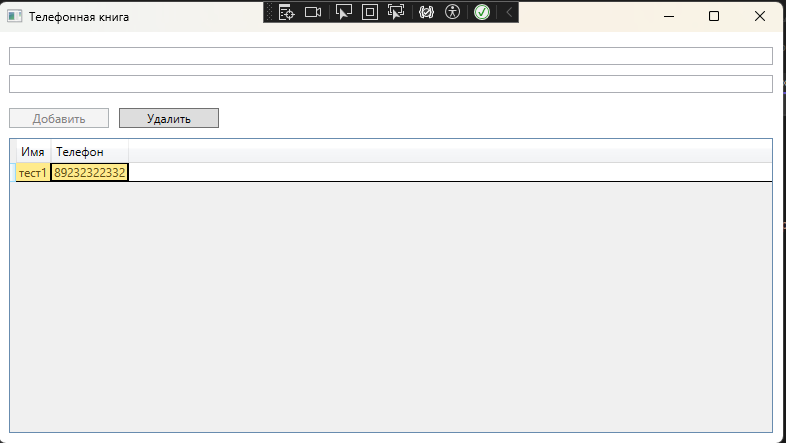 Телефонная книга
Добавить Удалить
Имя Телефон
тест1 89232322332